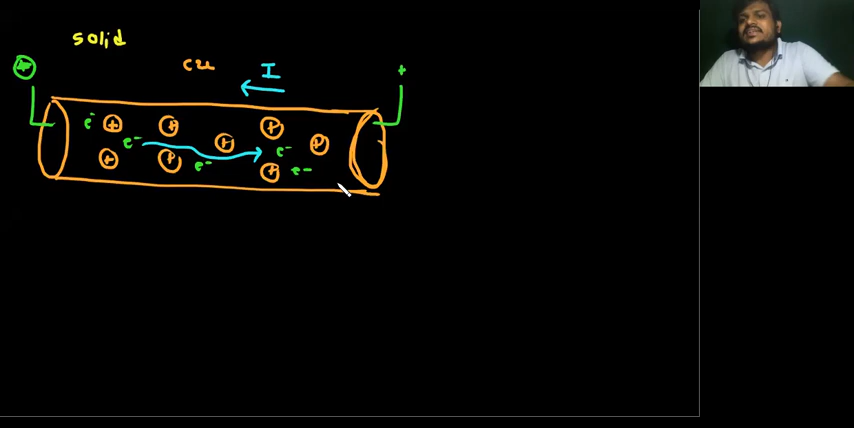 solid
Cu
I
+
e⁻ + + + +
e⁻ + e⁻
+ + e⁻ + e⁻